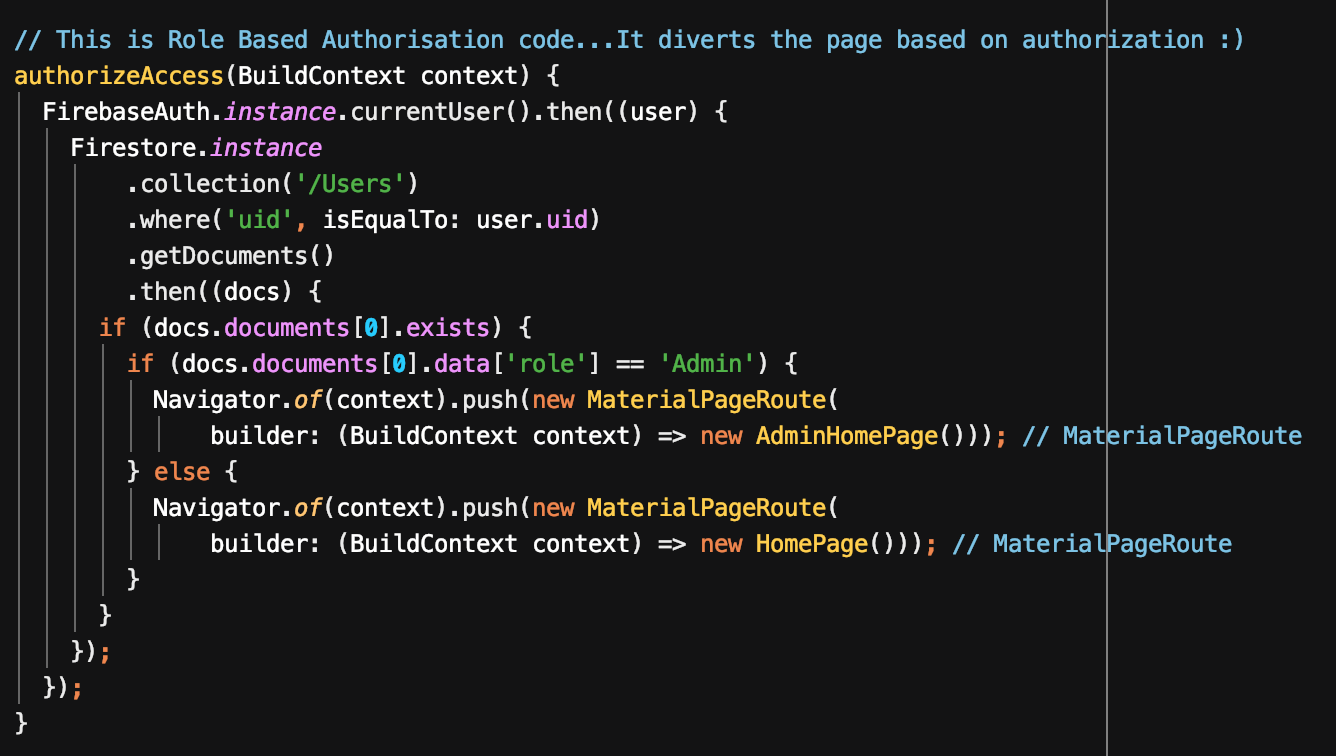 // This is Role Based Authorisation code...It diverts the page based on authorization :)
authorizeAccess(BuildContext context) {
  FirebaseAuth.instance.currentUser().then((user) {
    Firestore.instance
        .collection('/Users')
        .where('uid', isEqualTo: user.uid)
        .getDocuments()
        .then((docs) {
      if (docs.documents[0].exists) {
        if (docs.documents[0].data['role'] == 'Admin') {
          Navigator.of(context).push(new MaterialPageRoute(
              builder: (BuildContext context) => new AdminHomePage())); // MaterialPageRoute
        } else {
          Navigator.of(context).push(new MaterialPageRoute(
              builder: (BuildContext context) => new HomePage())); // MaterialPageRoute
        }
      }
    });
  });
}